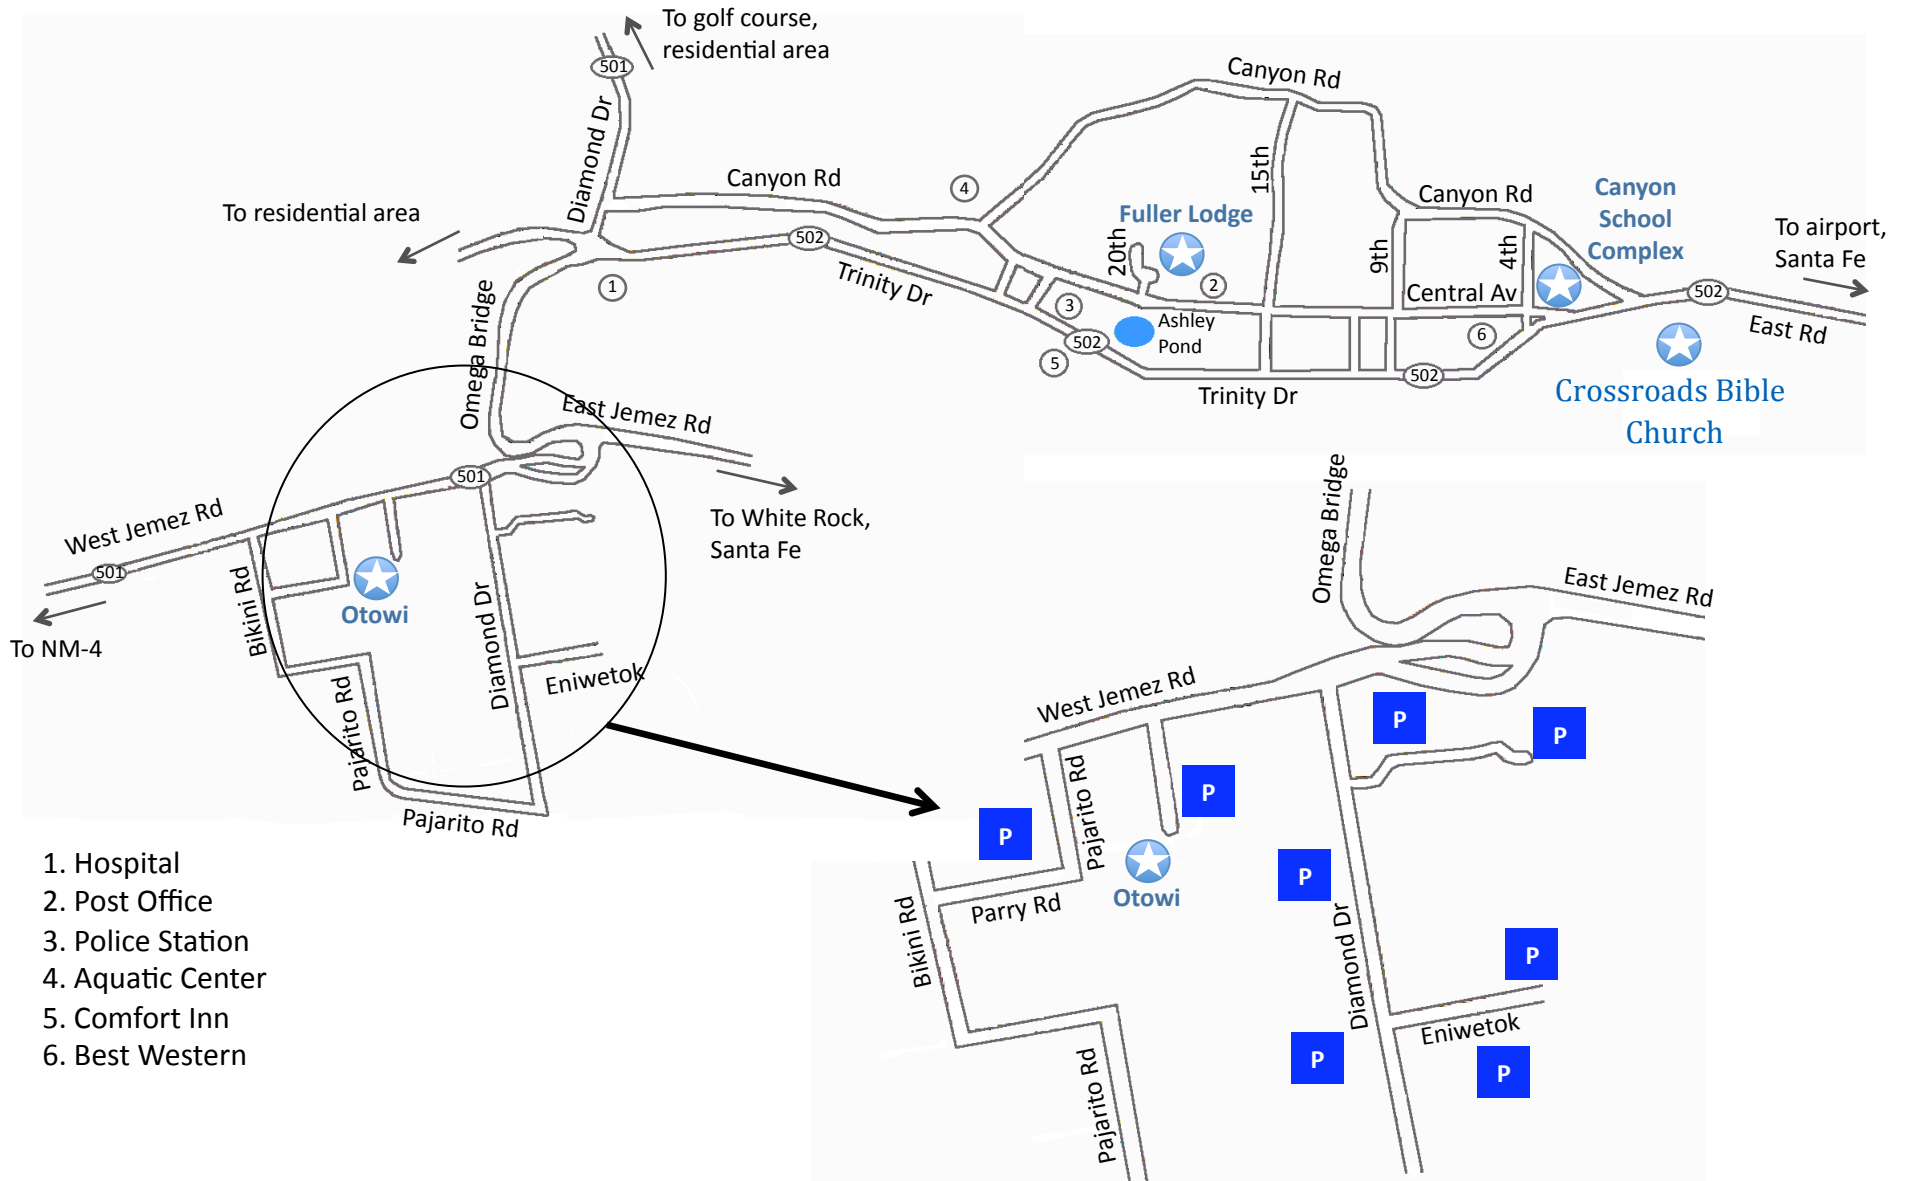 To golf course,
residential area
501
Diamond Dr
Canyon Rd
To residential area
Canyon Rd
4
502
Trinity Dr
1
Omega Bridge
Fuller Lodge
20th
15th
2
3
Ashley
Pond
502
5
9th
Canyon Rd
4th
Central Av
6
502
Trinity Dr
Canyon
School
Complex
To airport,
Santa Fe
502
East Rd
Crossroads Bible
Church
East Jemez Rd
501
To White Rock,
Santa Fe
West Jemez Rd
501
To NM-4
Bikini Rd
Otowi
Diamond Dr
Eniwetok
Pajarito Rd
Pajarito Rd
Omega Bridge
East Jemez Rd
West Jemez Rd
P
P
P
P
Pajarito Rd
Otowi
P
Parry Rd
Bikini Rd
Diamond Dr
P
Eniwetok
P
P
Pajarito Rd
1. Hospital
2. Post Office
3. Police Station
4. Aquatic Center
5. Comfort Inn
6. Best Western